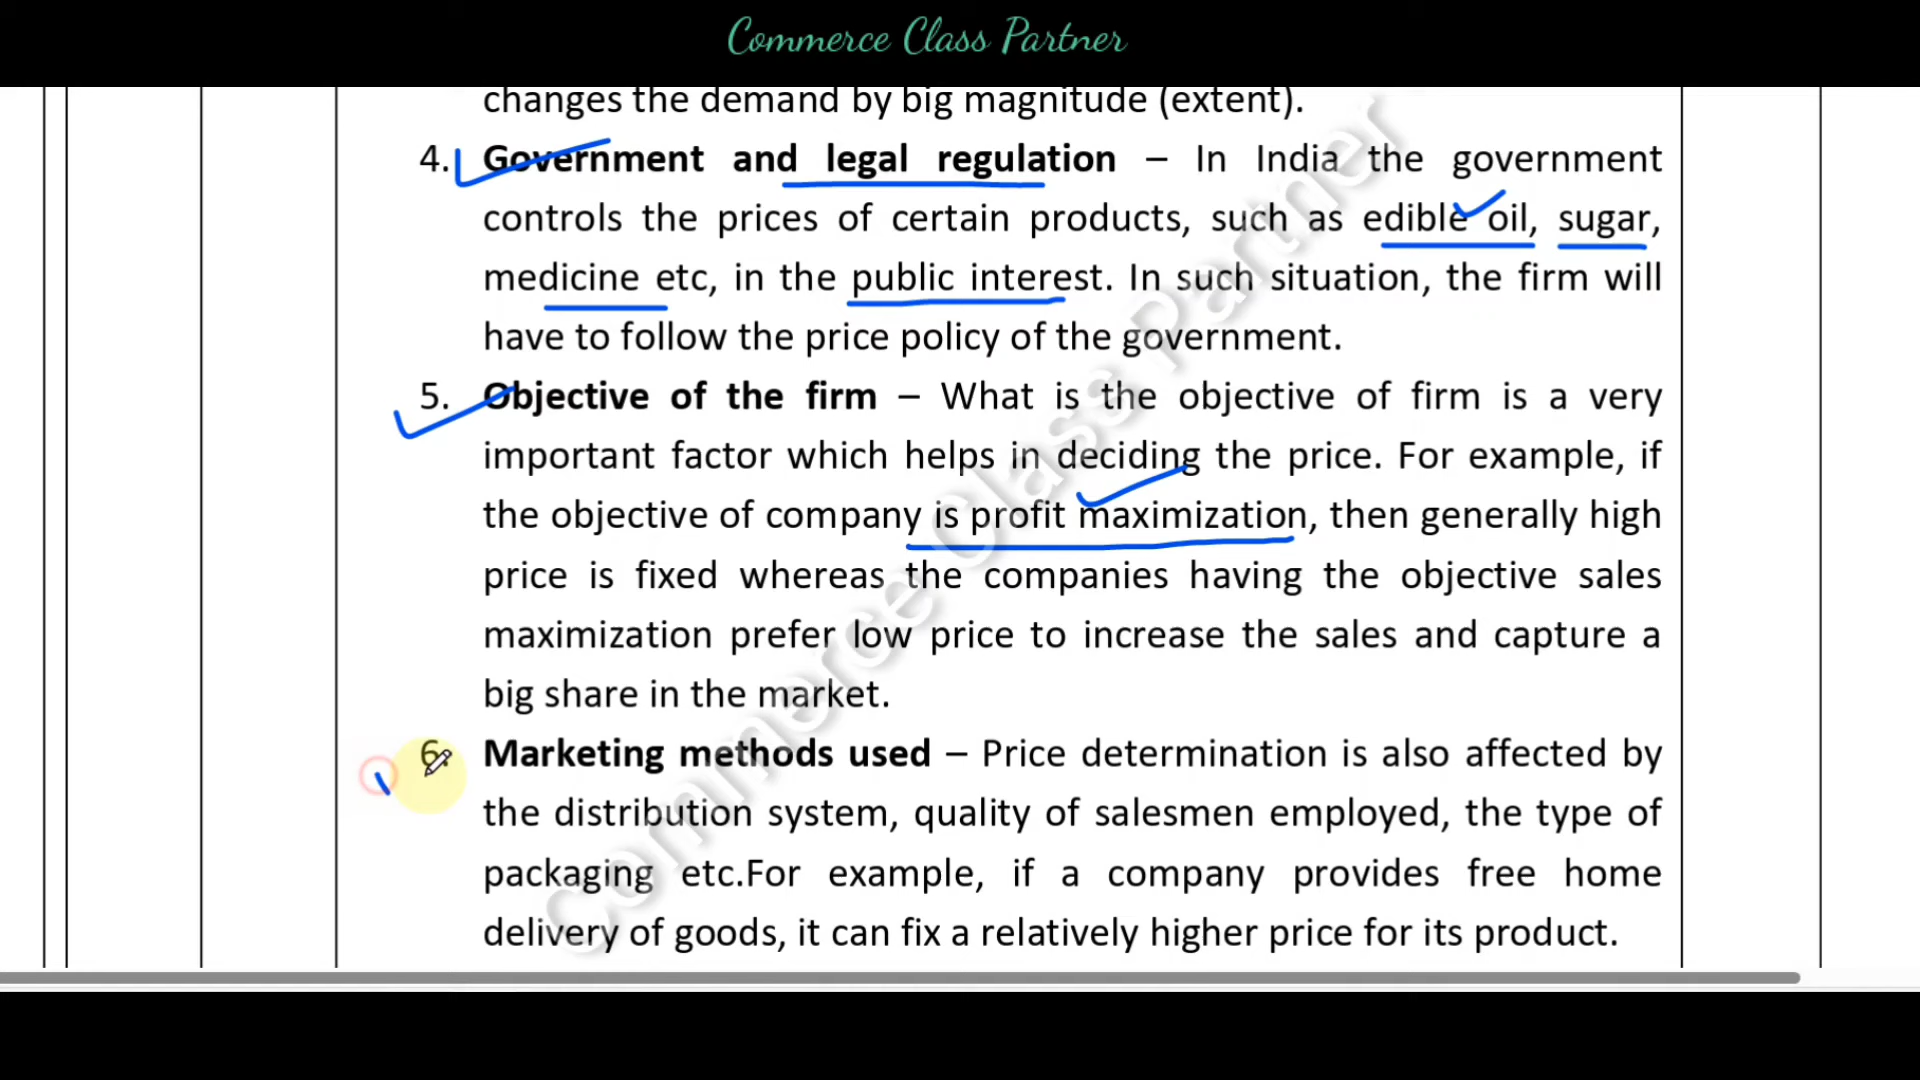 Commerce Class Partner
changes the demand by big magnitude (extent).
4. Government and legal regulation – In India the government
controls the prices of certain products, such as edible oil, sugar,
medicine etc, in the public interest. In such situation, the firm will
have to follow the price policy of the government.
5. Objective of the firm – What is the objective of firm is a very
important factor which helps in deciding the price. For example, if
the objective of company is profit maximization, then generally high
price is fixed whereas the companies having the objective sales
maximization prefer low price to increase the sales and capture a
big share in the market.
6. Marketing methods used – Price determination is also affected by
the distribution system, quality of salesmen employed, the type of
packaging etc.For example, if a company provides free home
delivery of goods, it can fix a relatively higher price for its product.
Commerce Class Partner